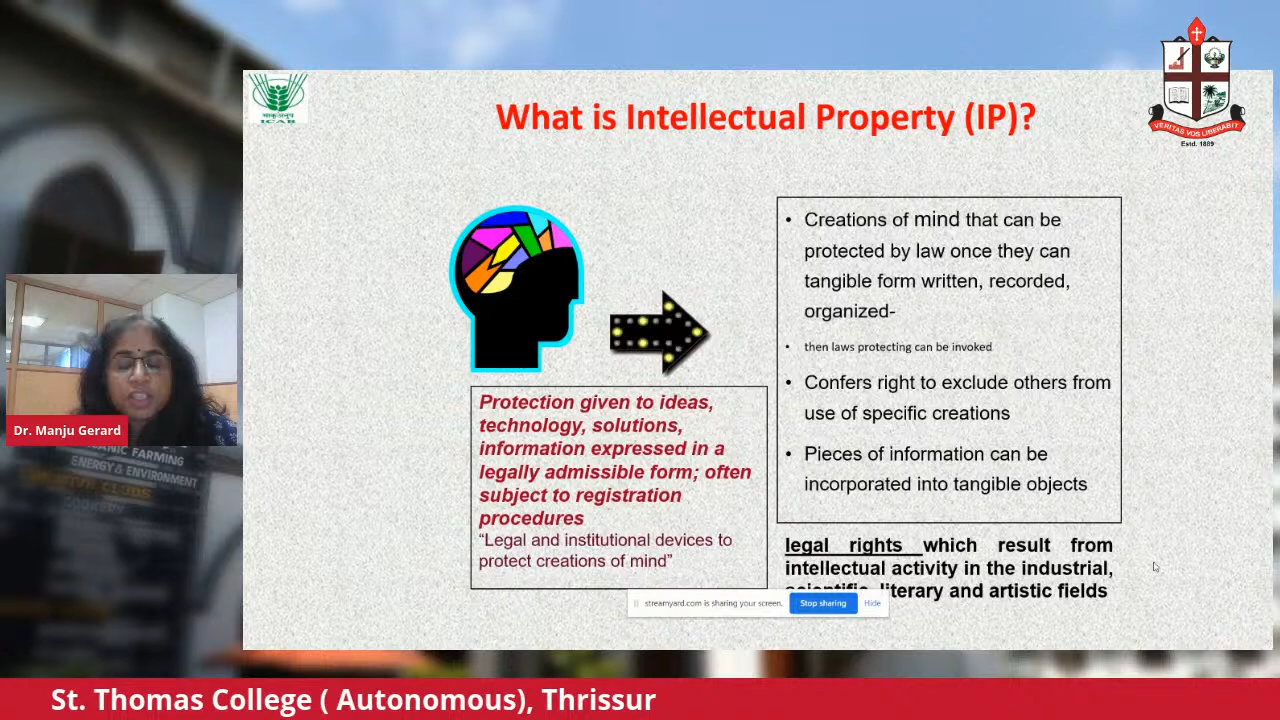 What is Intellectual Property (IP)?
ICAR
VERITAS VOS LIBERABIT
Estd. 1889
• Creations of mind that can be
protected by law once they can
tangible form written, recorded,
organized-
• then laws protecting can be invoked
• Confers right to exclude others from
use of specific creations
• Pieces of information can be
incorporated into tangible objects
Protection given to ideas,
technology, solutions,
information expressed in a
legally admissible form; often
subject to registration
procedures
“Legal and institutional devices to
protect creations of mind”
legal rights which result from
intellectual activity in the industrial,
scientific, literary and artistic fields
streamyard.com is sharing your screen.
Stop sharing
Hide
Dr. Manju Gerard
ANIC FARMING
ENERGY & ENVIRONMENT
CLUBS
St. Thomas College ( Autonomous), Thrissur